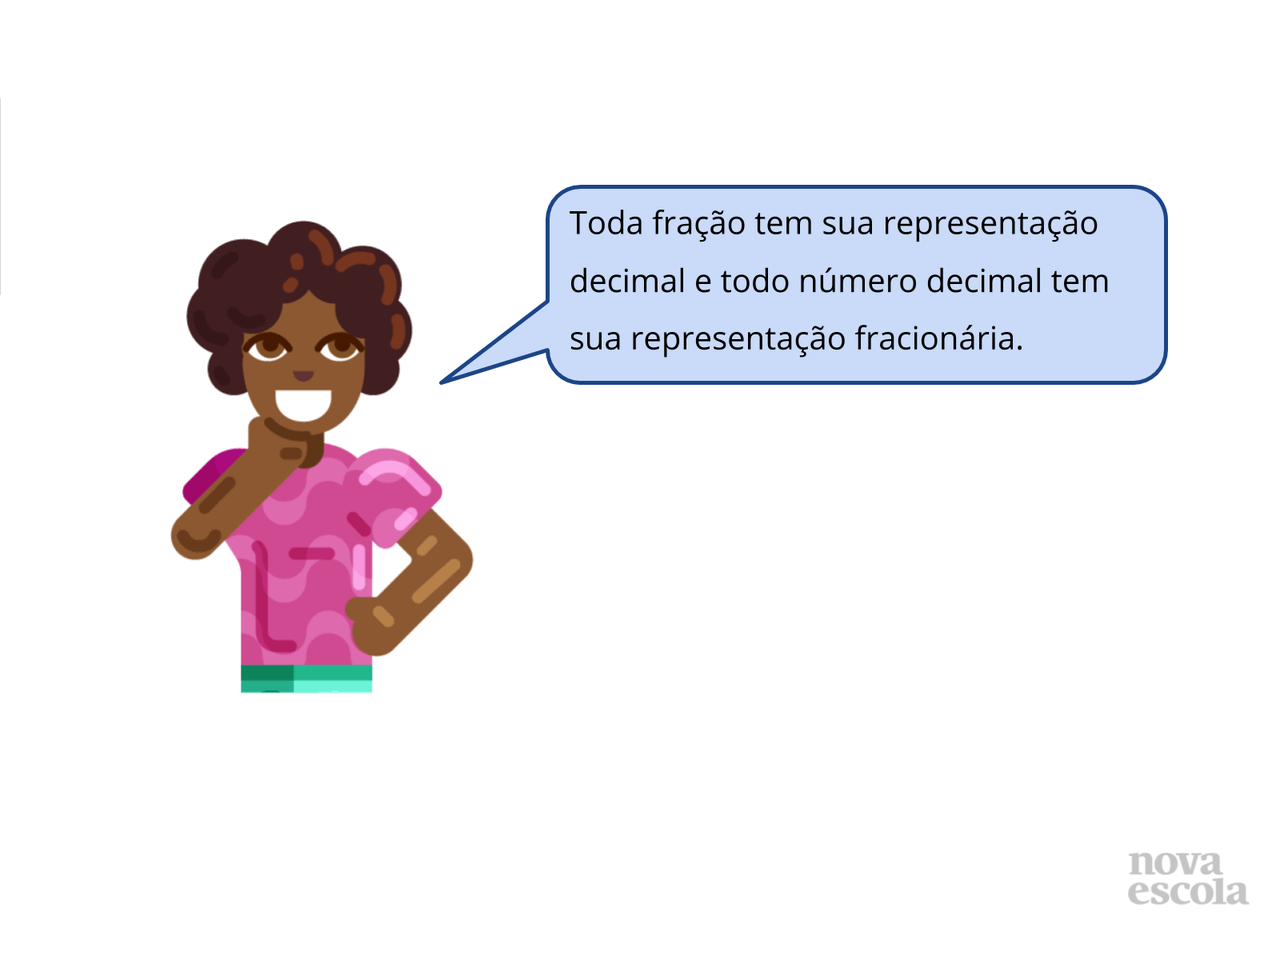 Toda fração tem sua representação
decimal e todo número decimal tem
sua representação fracionária.
nova
escola